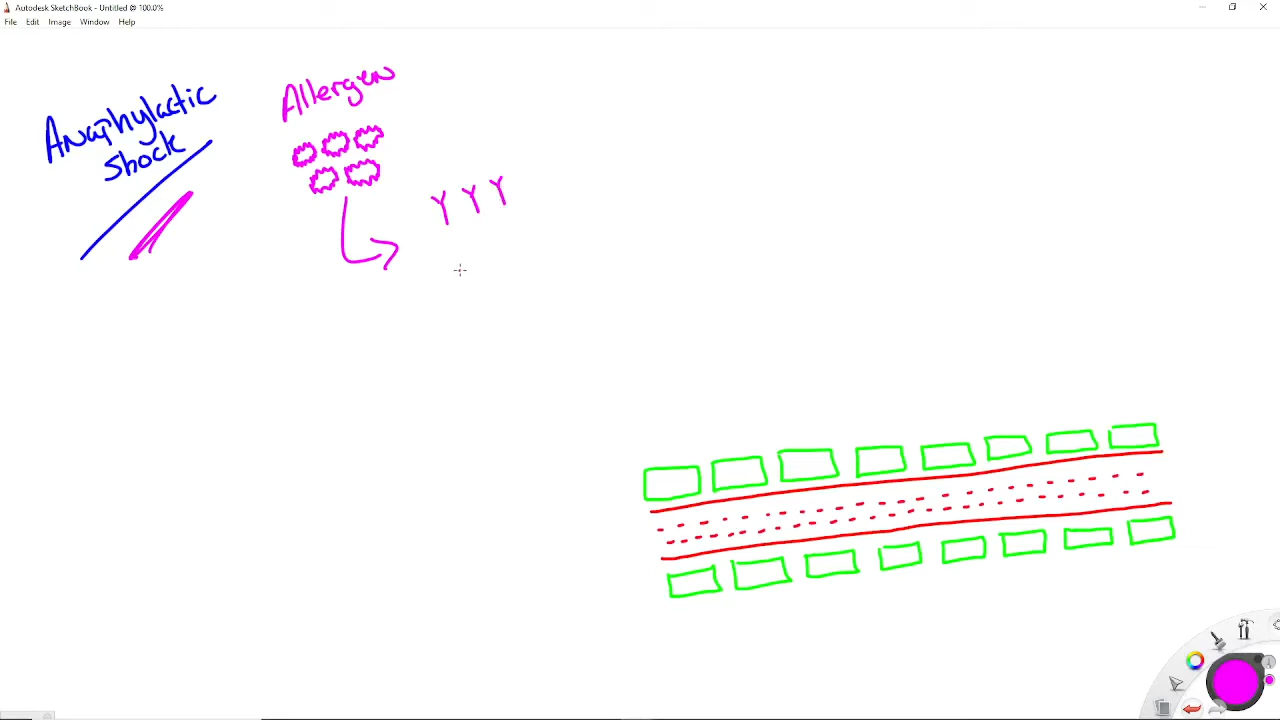 Autodesk SketchBook - Untitled @ 100.0%
File Edit Image Window Help
Anaphylactic
Shock
Allergen